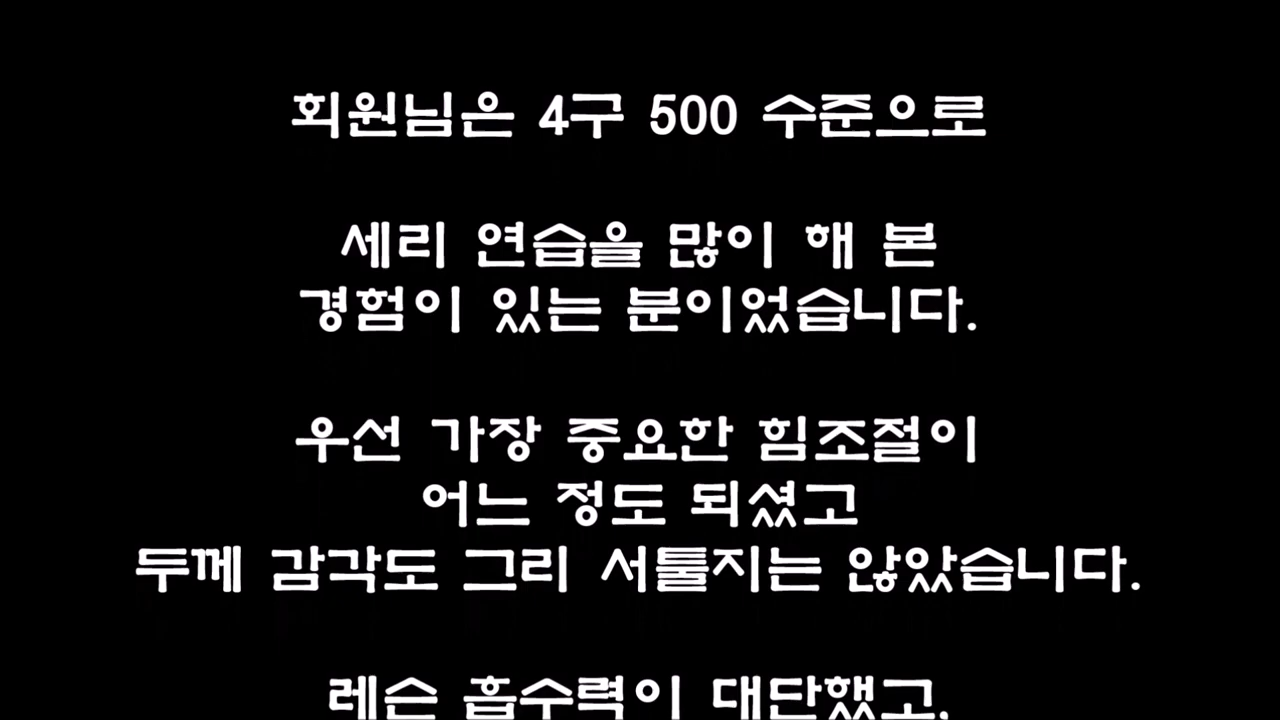 회원님은 4구 500 수준으로
세리 연습을 많이 해 본
경험이 있는 분이었습니다.
우선 가장 중요한 힘조절이
어느 정도 되셨고
두께 감각도 그리 서툴지는 않았습니다.
레슨 흡수력이 대단했고,